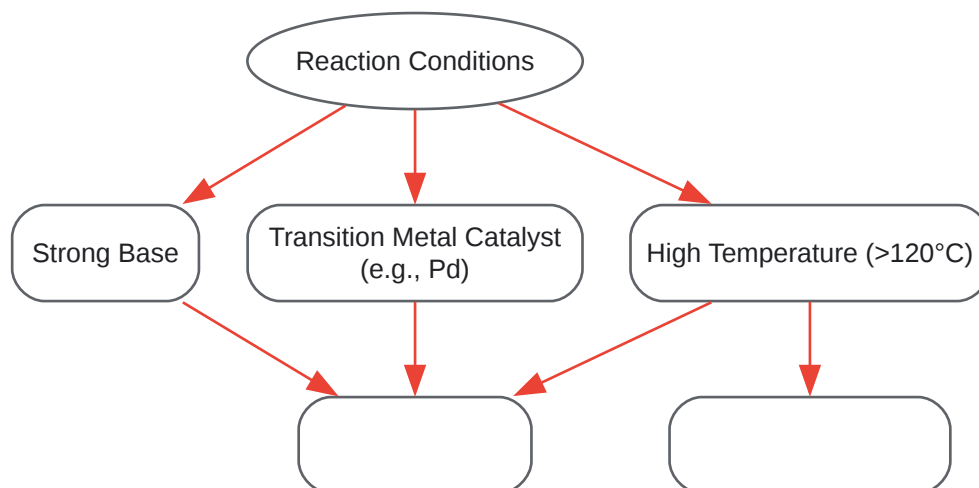 Reaction Conditions
Strong Base
Transition Metal Catalyst
(e.g., Pd)
High Temperature (>120°C)